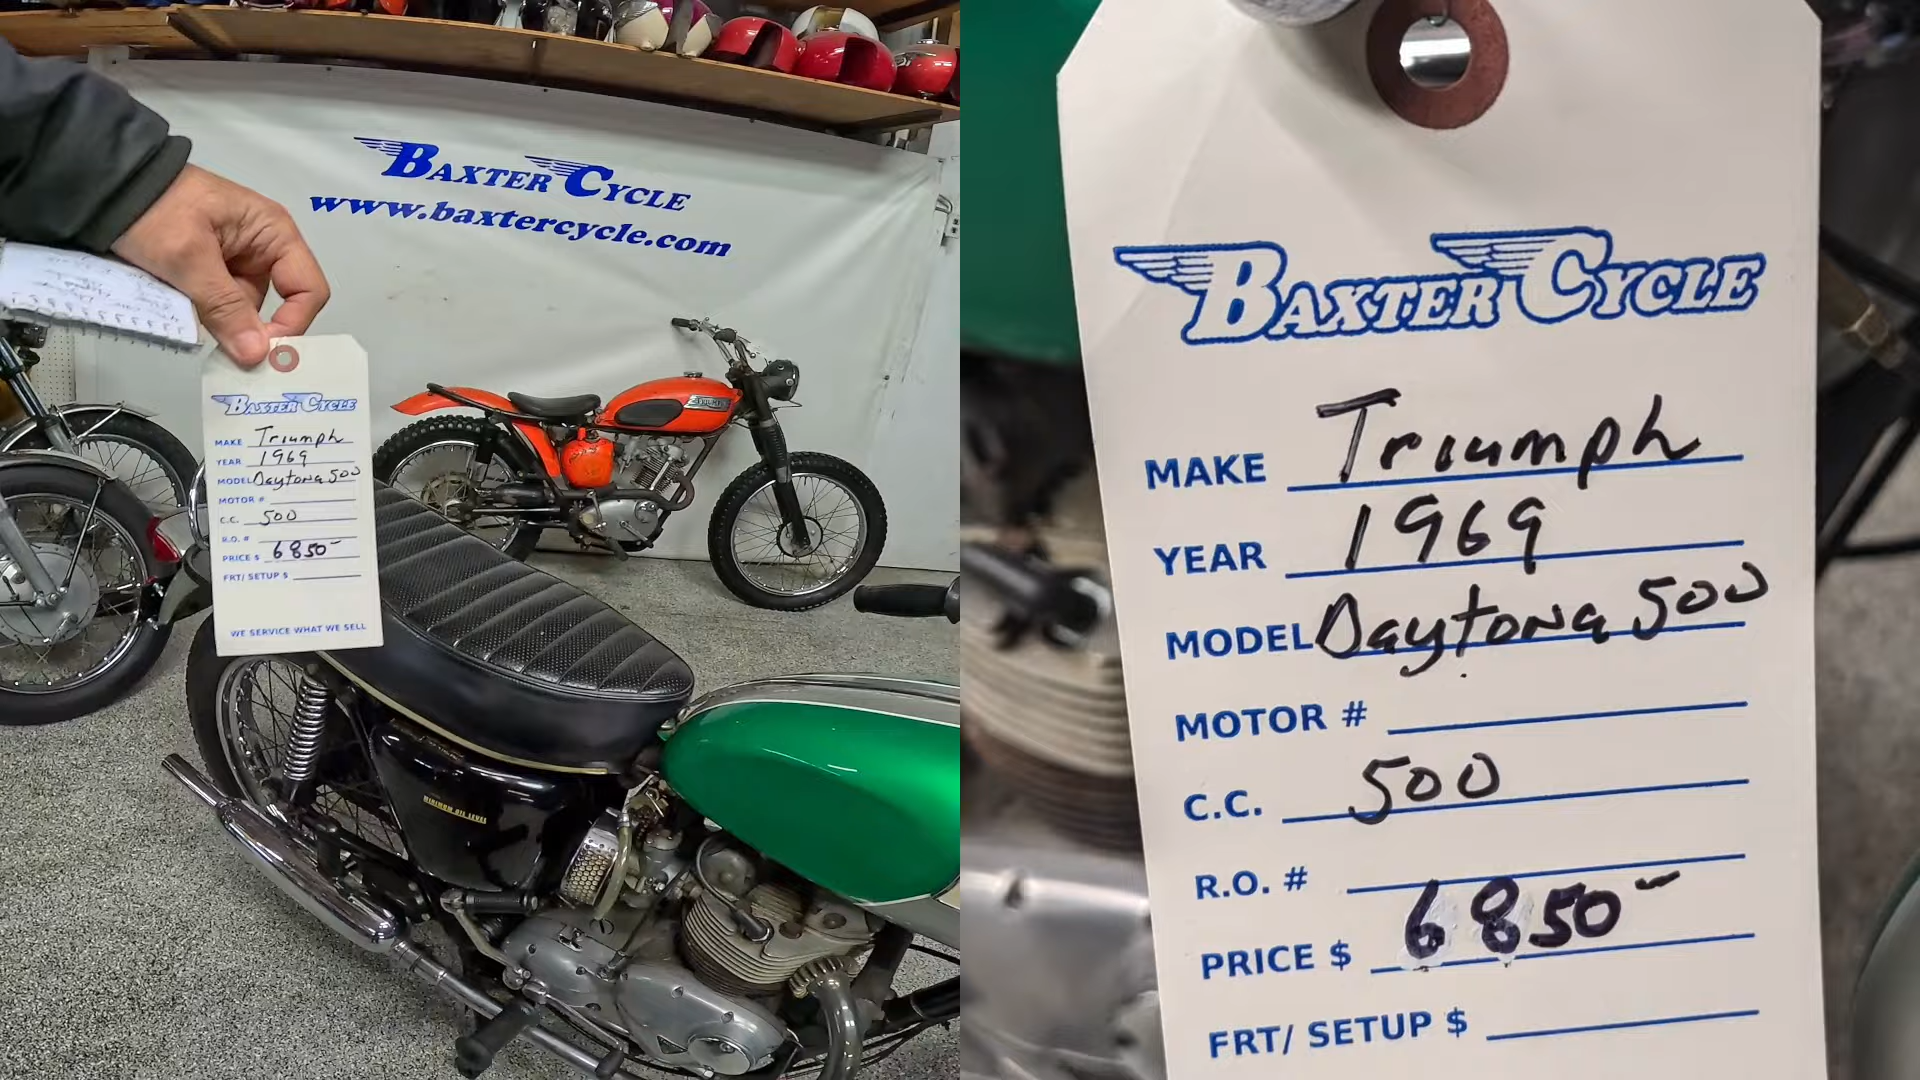 BAXTER CYCLE
www.baxtercycle.com
BAXTER CYCLE
MAKE Triumph
YEAR 1969
MODEL Daytona 500
MOTOR #
C.C. 500
R.O. #
PRICE $ 6850-
FRT/ SETUP $
WE SERVICE WHAT WE SELL
TRIUMPH
MINIMUM OIL LEVEL
BAXTER CYCLE
MAKE Triumph
YEAR 1969
MODEL Daytona 500
MOTOR #
C.C. 500
R.O. #
PRICE $ 6850-
FRT/ SETUP $